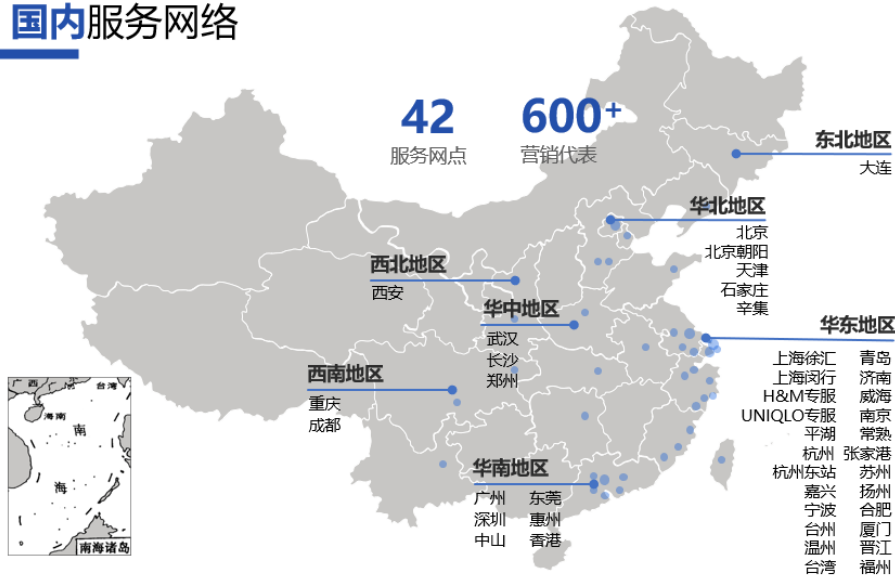 国内服务网络
42
服务网点
600+
营销代表
东北地区
大连
华北地区
北京
北京朝阳
天津
石家庄
辛集
西北地区
西安
华中地区
武汉
长沙
郑州
华东地区
上海徐汇 青岛
上海闵行 济南
H&M专服 威海
UNIQLO专服 南京
平湖 常熟
杭州 张家港
杭州东站 苏州
嘉兴 扬州
宁波 合肥
台州 厦门
温州 晋江
台湾 福州
西南地区
重庆
成都
华南地区
广州 东莞
深圳 惠州
中山 香港
广西
台湾
海南
南
海
南海诸岛